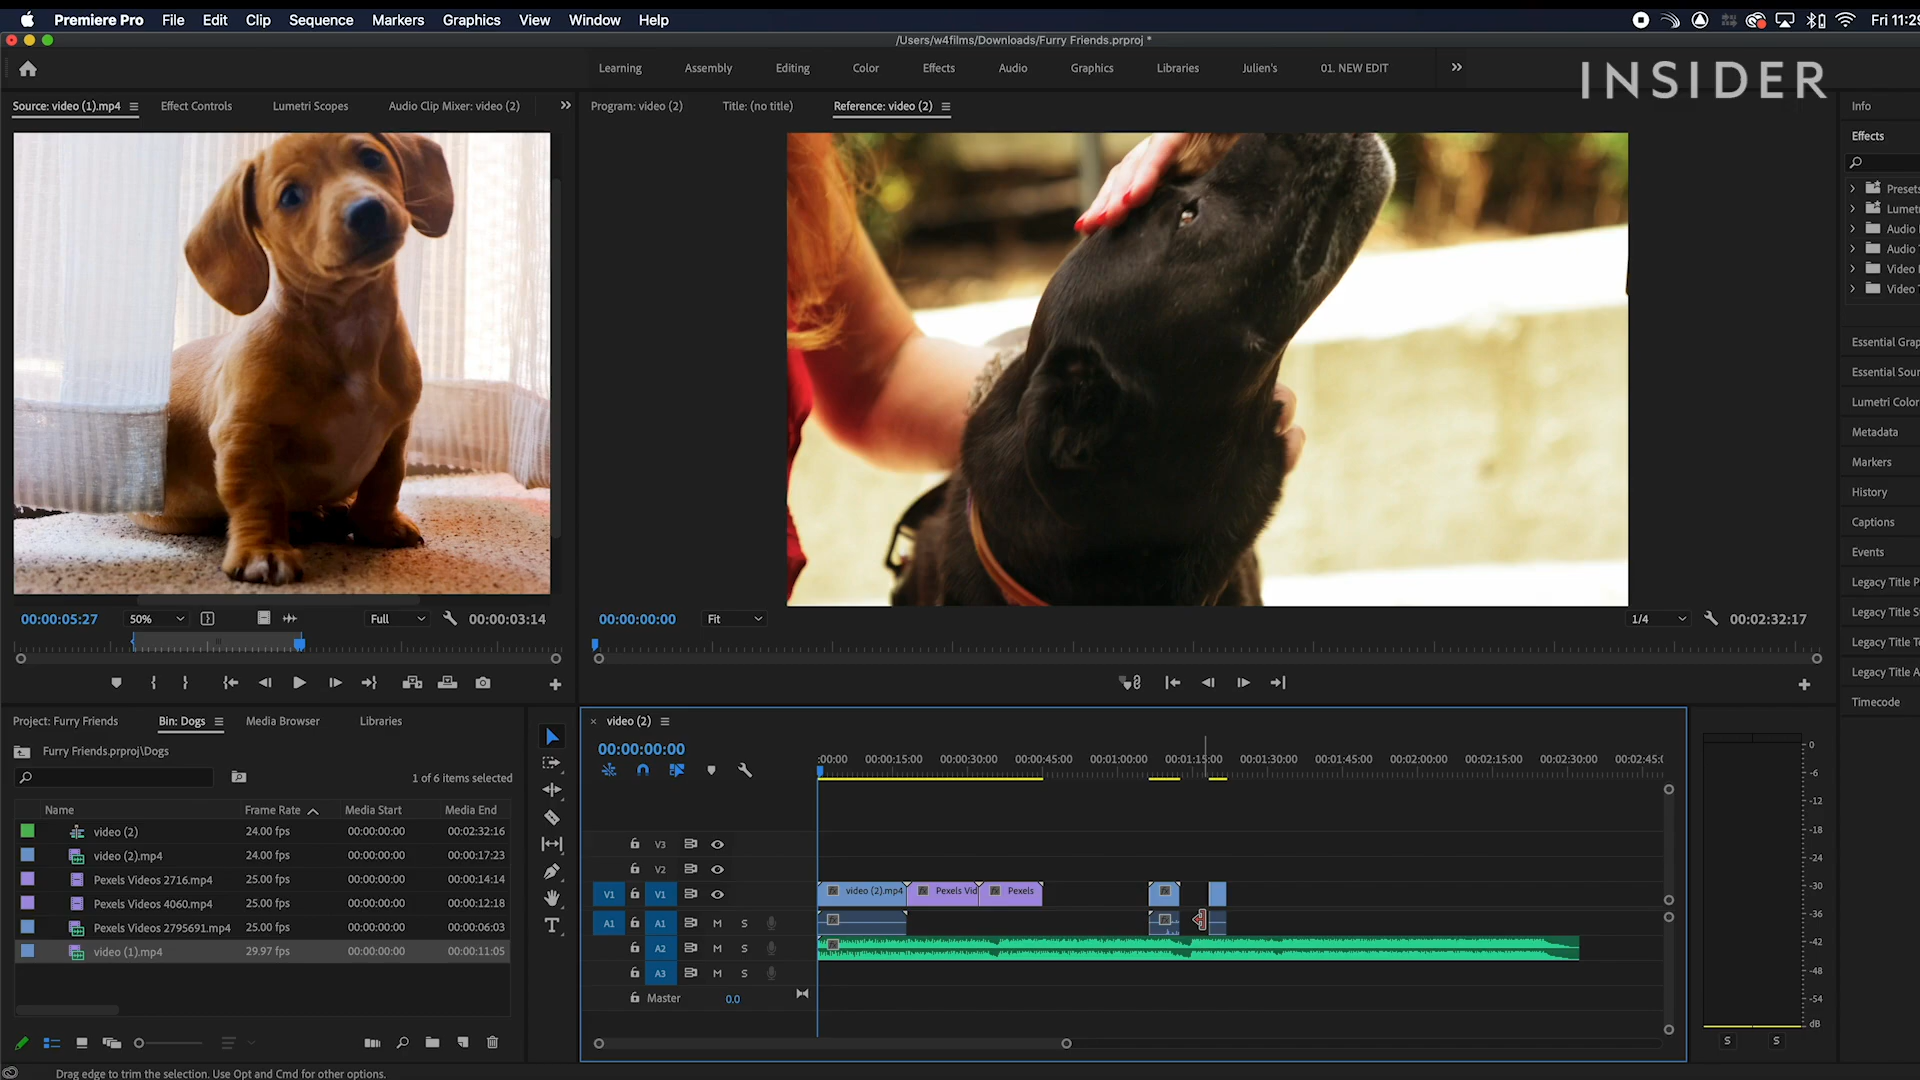 Premiere Pro File Edit Clip Sequence Markers Graphics View Window Help Fri 11:29
/Users/w4films/Downloads/Furry Friends.prproj *
Learning Assembly Editing Color Effects Audio Graphics Libraries Julien's 01. NEW EDIT
INSIDER
Source: video (1).mp4 Effect Controls Lumetri Scopes Audio Clip Mixer: video (2) Program: video (2) Title: (no title) Reference: video (2) Info
Effects
Presets
Lumetri
Audio
Audio
Video
Video
Essential Grap
Essential Soun
Lumetri Color
Metadata
Markers
History
Captions
Events
Legacy Title P
Legacy Title S
Legacy Title T
Legacy Title A
Timecode
00:00:05:27 50% Full 00:00:03:14 00:00:00:00 Fit 1/4 00:02:32:17
Project: Furry Friends Bin: Dogs Media Browser Libraries
Furry Friends.prproj\Dogs
1 of 6 items selected
Name Frame Rate Media Start Media End
video (2) 24.00 fps 00:00:00:00 00:02:32:16
video (2).mp4 24.00 fps 00:00:00:00 00:00:17:23
Pexels Videos 2716.mp4 25.00 fps 00:00:00:00 00:00:14:14
Pexels Videos 4060.mp4 25.00 fps 00:00:00:00 00:00:12:18
Pexels Videos 2795691.mp4 25.00 fps 00:00:00:00 00:00:06:03
video (1).mp4 29.97 fps 00:00:00:00 00:00:11:05
video (2)
00:00:00:00
:00:00 00:00:15:00 00:00:30:00 00:00:45:00 00:01:00:00 00:01:15:00 00:01:30:00 00:01:45:00 00:02:00:00 00:02:15:00 00:02:30:00 00:02:45:0
V3
V2
V1 V1 video (2).mp4 Pexels Vid Pexels
A1 A1 M S
A2 M S
A3 M S
Master 0.0
0
-6
-12
-18
-24
-30
-36
-42
-48
-54
dB
S S
Drag edge to trim the selection. Use Opt and Cmd for other options.